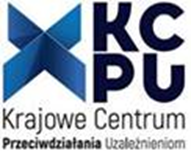 KC
PU
Krajowe Centrum
Przeciwdziałania Uzależnieniom